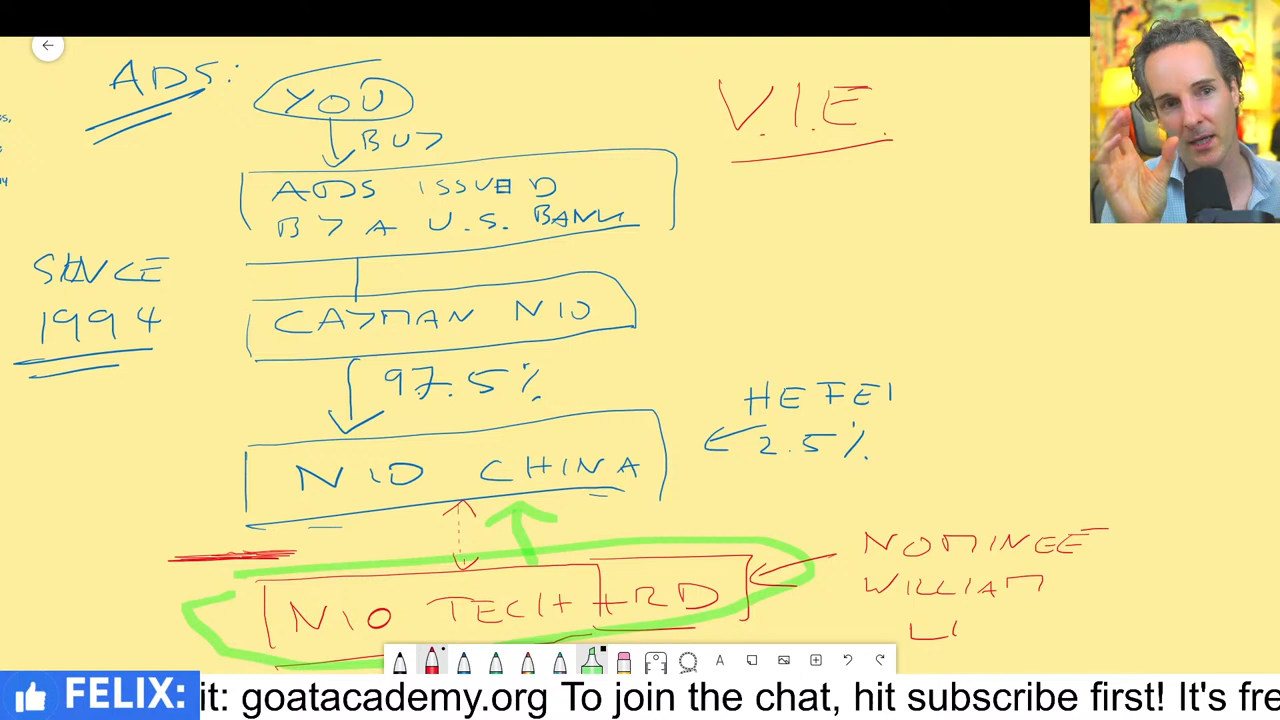 ADS:
YOU
BUY
ADS ISSUED
BY A U.S. BANK
V.I.E.
SINCE
1994
CAYMAN NIO
97.5%
HEFEI
2.5%
NIO CHINA
NIO TECH + RD
NOMINEE
WILLIAM
LI
FELIX:
it: goatacademy.org To join the chat, hit subscribe first! It's fre